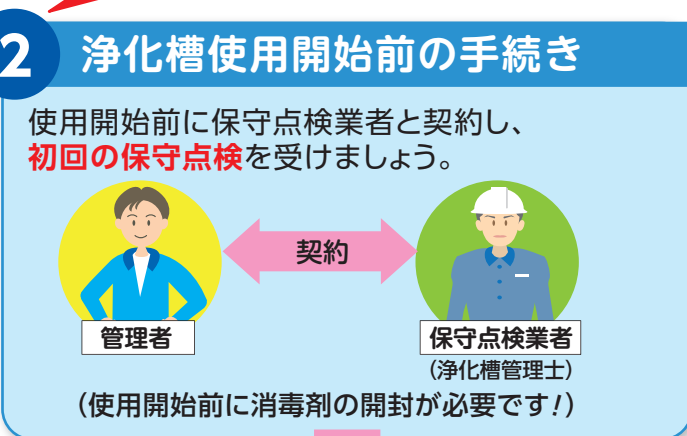 2 浄化槽使用開始前の手続き
使用開始前に保守点検業者と契約し、
初回の保守点検を受けましょう。
契約
管理者
保守点検業者
（浄化槽管理士）
（使用開始前に消毒剤の開封が必要です!）